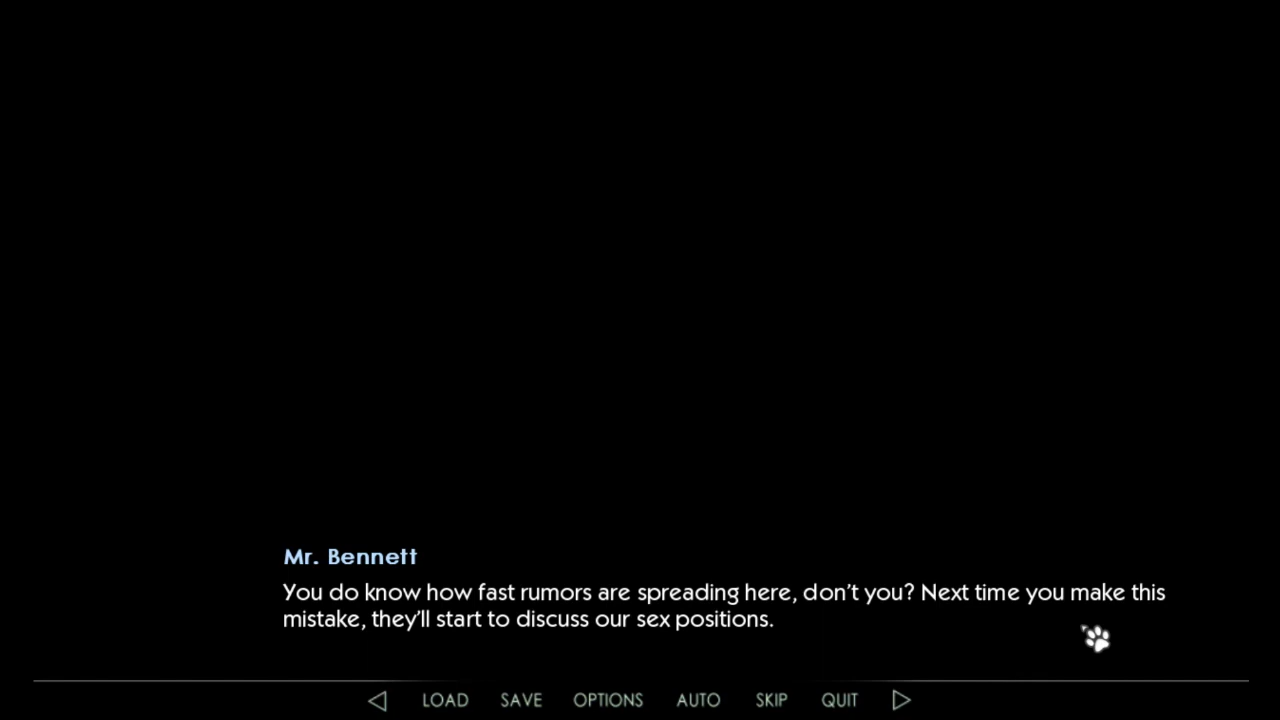 Mr. Bennett
You do know how fast rumors are spreading here, don't you? Next time you make this
mistake, they'll start to discuss our sex positions.
LOAD SAVE OPTIONS AUTO SKIP QUIT